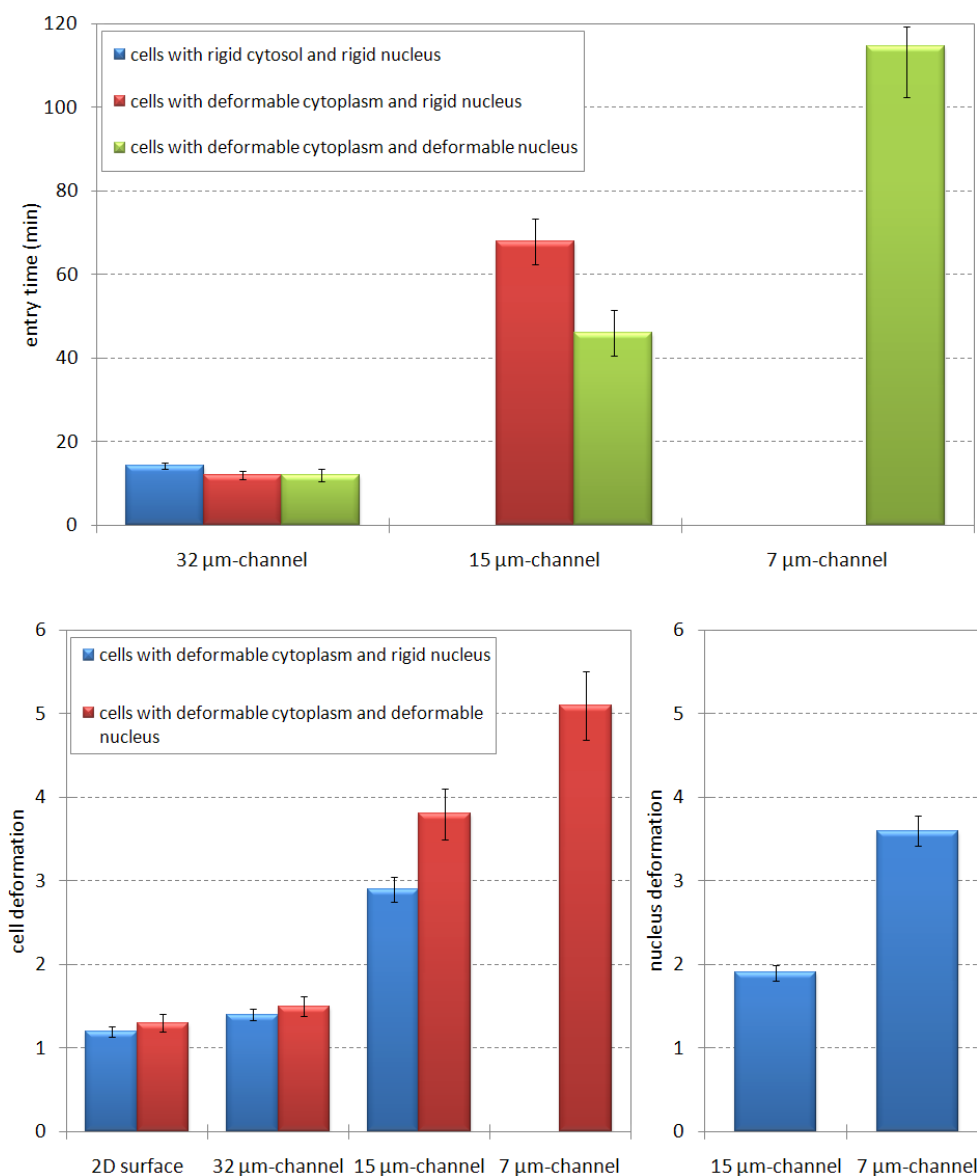 120
100
80
60
40
20
0
entry time (min)
cells with rigid cytosol and rigid nucleus
cells with deformable cytoplasm and rigid nucleus
cells with deformable cytoplasm and deformable nucleus
32 μm-channel
15 μm-channel
7 μm-channel
6
5
4
3
2
1
0
cell deformation
cells with deformable cytoplasm and rigid nucleus
cells with deformable cytoplasm and deformable
nucleus
2D surface
32 μm-channel
15 μm-channel
7 μm-channel
6
5
4
3
2
1
0
nucleus deformation
15 μm-channel
7 μm-channel